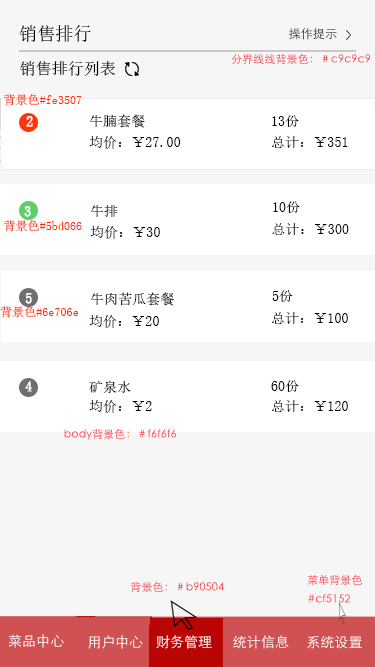 销售排行 操作提示
分界线线背景色：#c9c9c9
销售排行列表
背景色#fe3507
2 牛腩套餐 13份
均价：￥27.00 总计：￥351
3 牛排 10份
背景色#5bd066
均价：￥30 总计：￥300
5 牛肉苦瓜套餐 5份
背景色#6e706e
均价：￥20 总计：￥100
4 矿泉水 60份
均价：￥2 总计：￥120
body背景色：#f6f6f6
菜单背景色
背景色：#b90504
#cf5152
菜品中心 用户中心 财务管理 统计信息 系统设置